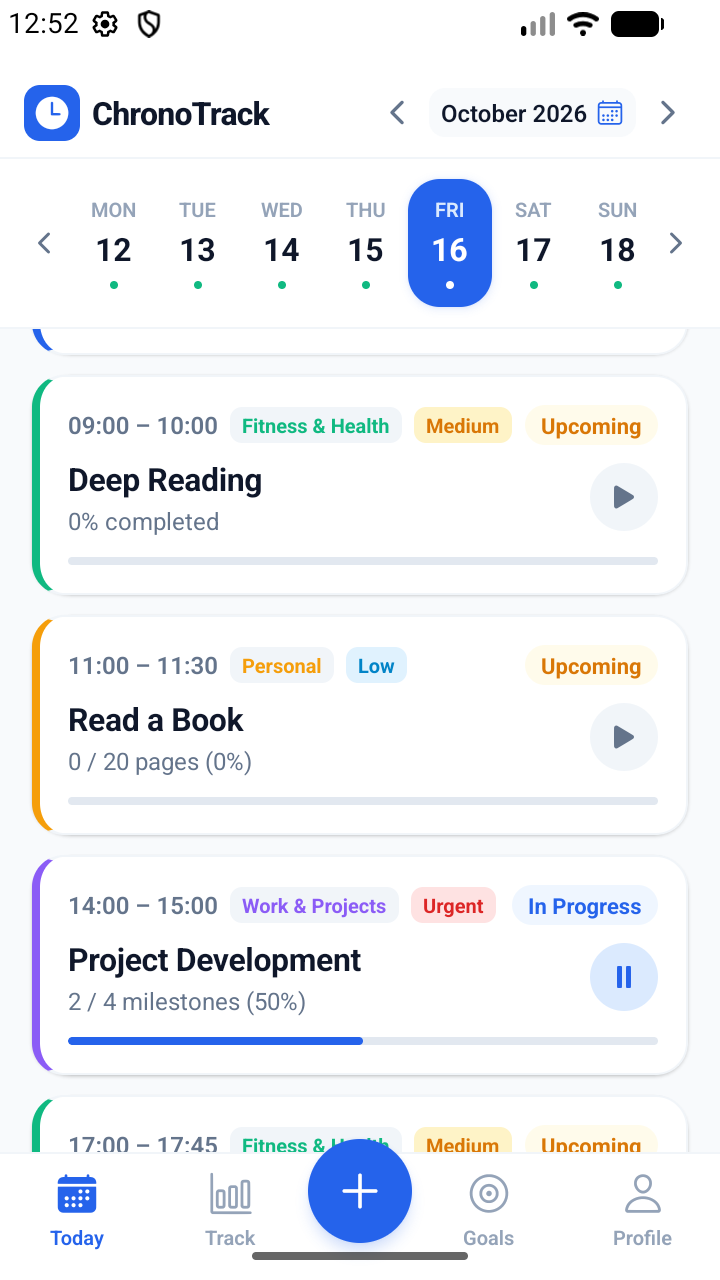 12:52
ChronoTrack
October 2026
MON TUE WED THU FRI SAT SUN
12 13 14 15 16 17 18
09:00 – 10:00 Fitness & Health Medium Upcoming
Deep Reading
0% completed
11:00 – 11:30 Personal Low Upcoming
Read a Book
0 / 20 pages (0%)
14:00 – 15:00 Work & Projects Urgent In Progress
Project Development
2 / 4 milestones (50%)
17:00 – 17:45 Fitness & Health Medium Upcoming
Today Track Goals Profile